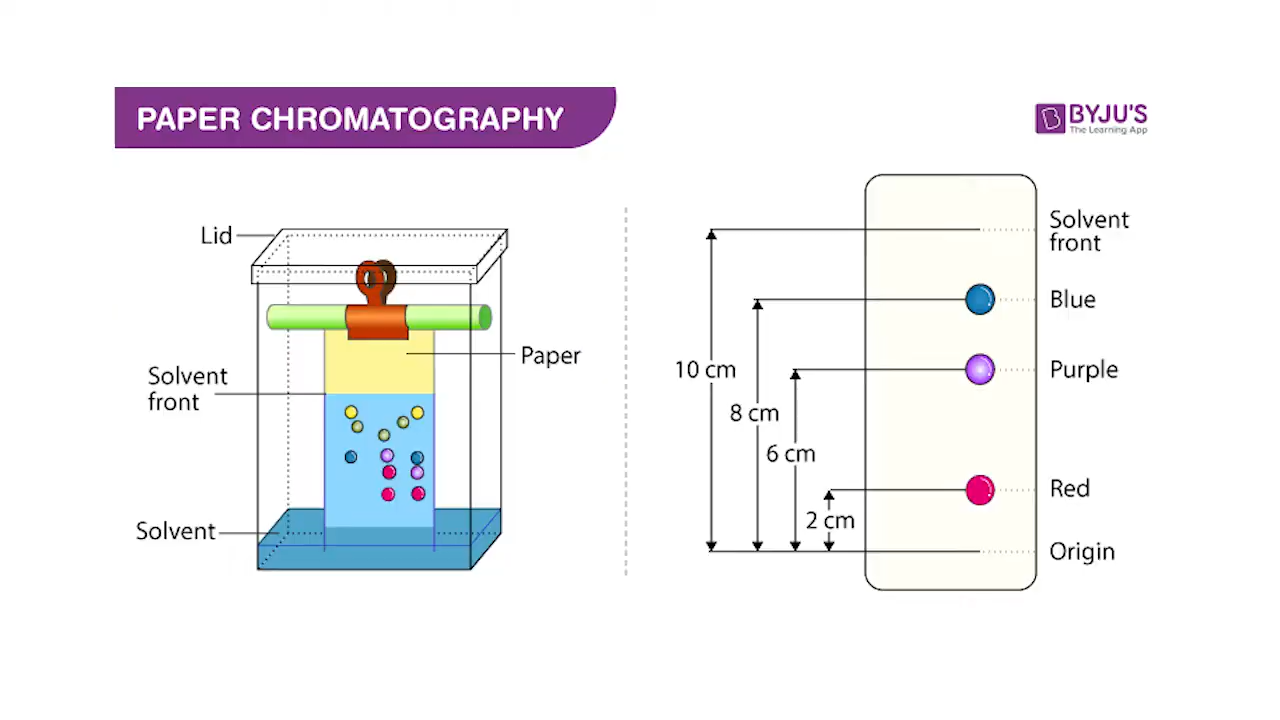 PAPER CHROMATOGRAPHY
BYJU'S
The Learning App
Lid
Paper
Solvent
front
Solvent
Solvent
front
Blue
Purple
Red
Origin
10 cm
8 cm
6 cm
2 cm